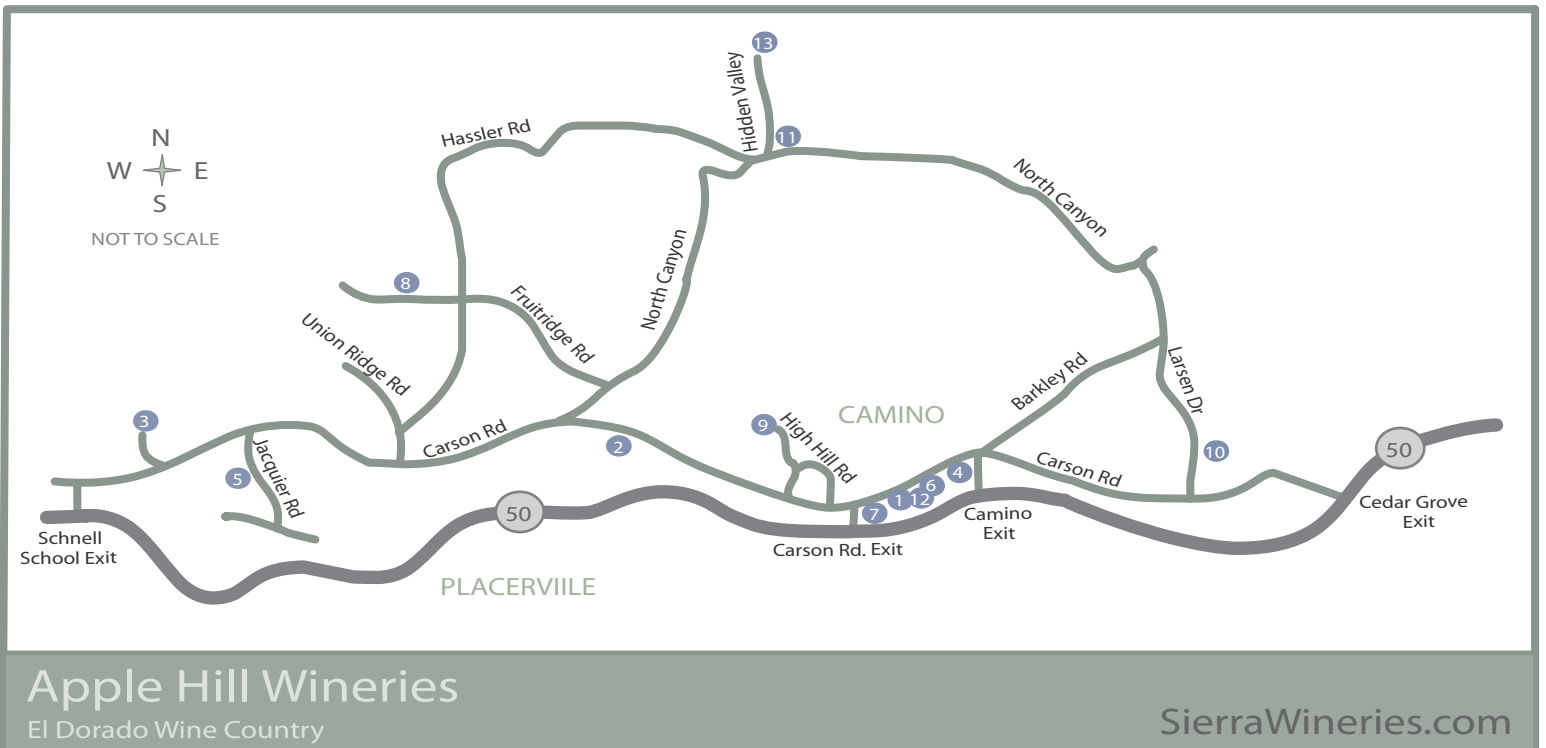 13
Hidden Valley
11
Hassler Rd
N
W E
S
NOT TO SCALE
North Canyon
8
Fruitridge Rd
North Canyon
Union Ridge Rd
Barkley Rd
Larsen Dr
3
Jacquier Rd
5
Carson Rd
2
CAMINO
9
High Hill Rd
Carson Rd
10
4
6
1
12
7
50
50
Schnell
School Exit
Carson Rd. Exit
Camino
Exit
Cedar Grove
Exit
PLACERVIILE
Apple Hill Wineries
El Dorado Wine Country
SierraWineries.com